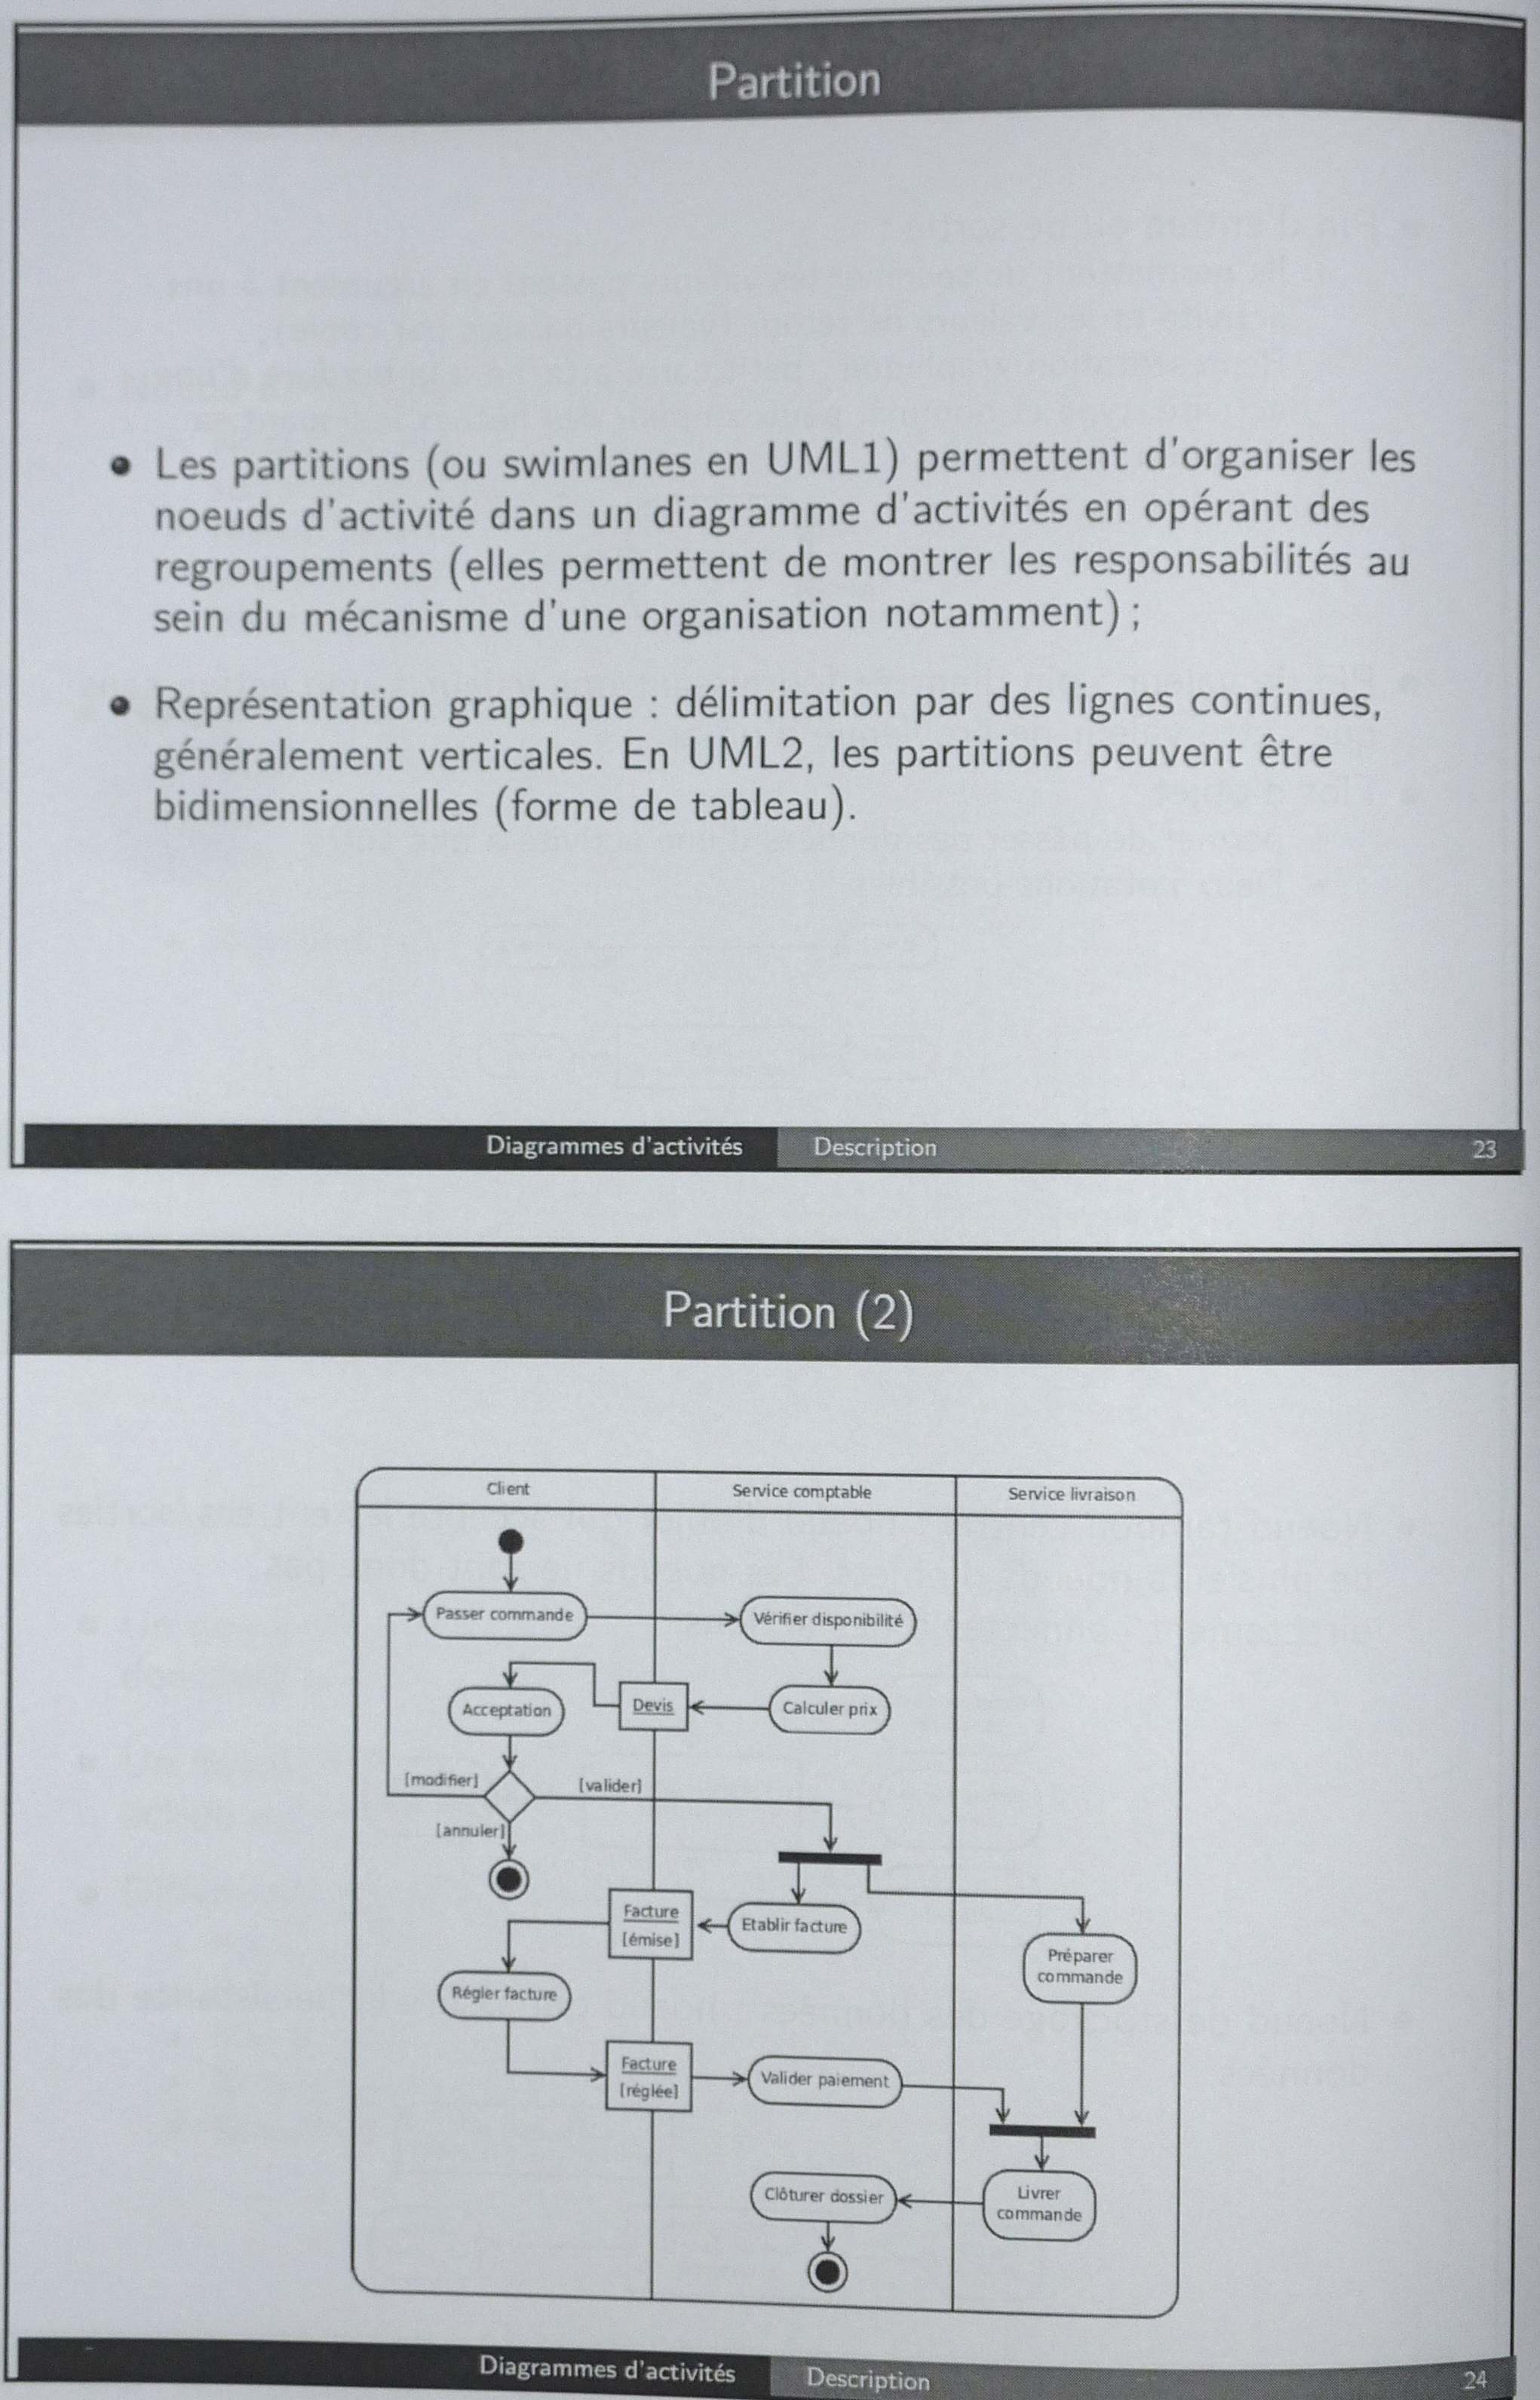 Partition
Les partitions (ou swimlanes en UML1) permettent d'organiser les
noeuds d'activité dans un diagramme d'activités en opérant des
regroupements (elles permettent de montrer les responsabilités au
sein du mécanisme d'une organisation notamment) ;
Représentation graphique : délimitation par des lignes continues,
généralement verticales. En UML2, les partitions peuvent être
bidimensionnelles (forme de tableau).
Diagrammes d'activités Description 23
Partition (2)
Client Service comptable Service livraison
Passer commande Vérifier disponibilité
Acceptation Devis Calculer prix
[modifier] [valider]
[annuler]
Facture
[émise]
Etablir facture
Préparer
commande
Régler facture
Facture
[réglée]
Valider paiement
Clôturer dossier
Livrer
commande
Diagrammes d'activités Description 24